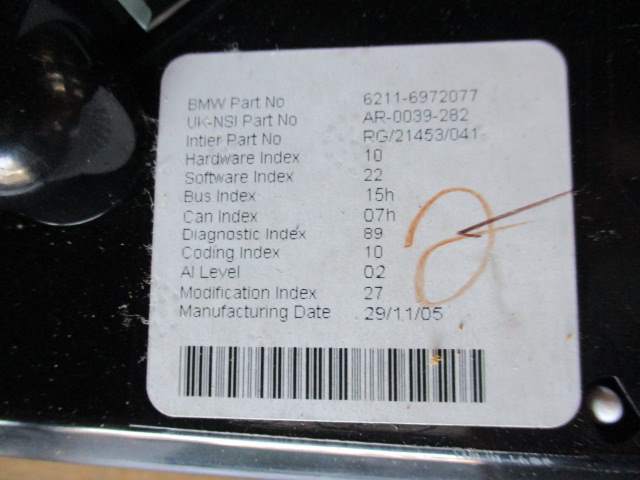 BMW Part No 6211-6972077
UK-NSI Part No AR-0039-282
Intier Part No RG/21453/041
Hardware Index 10
Software Index 22
Bus Index 15h
Can Index 07h
Diagnostic Index 89
Coding Index 10
AI Level 02
Modification Index 27
Manufacturing Date 29/11/05
2